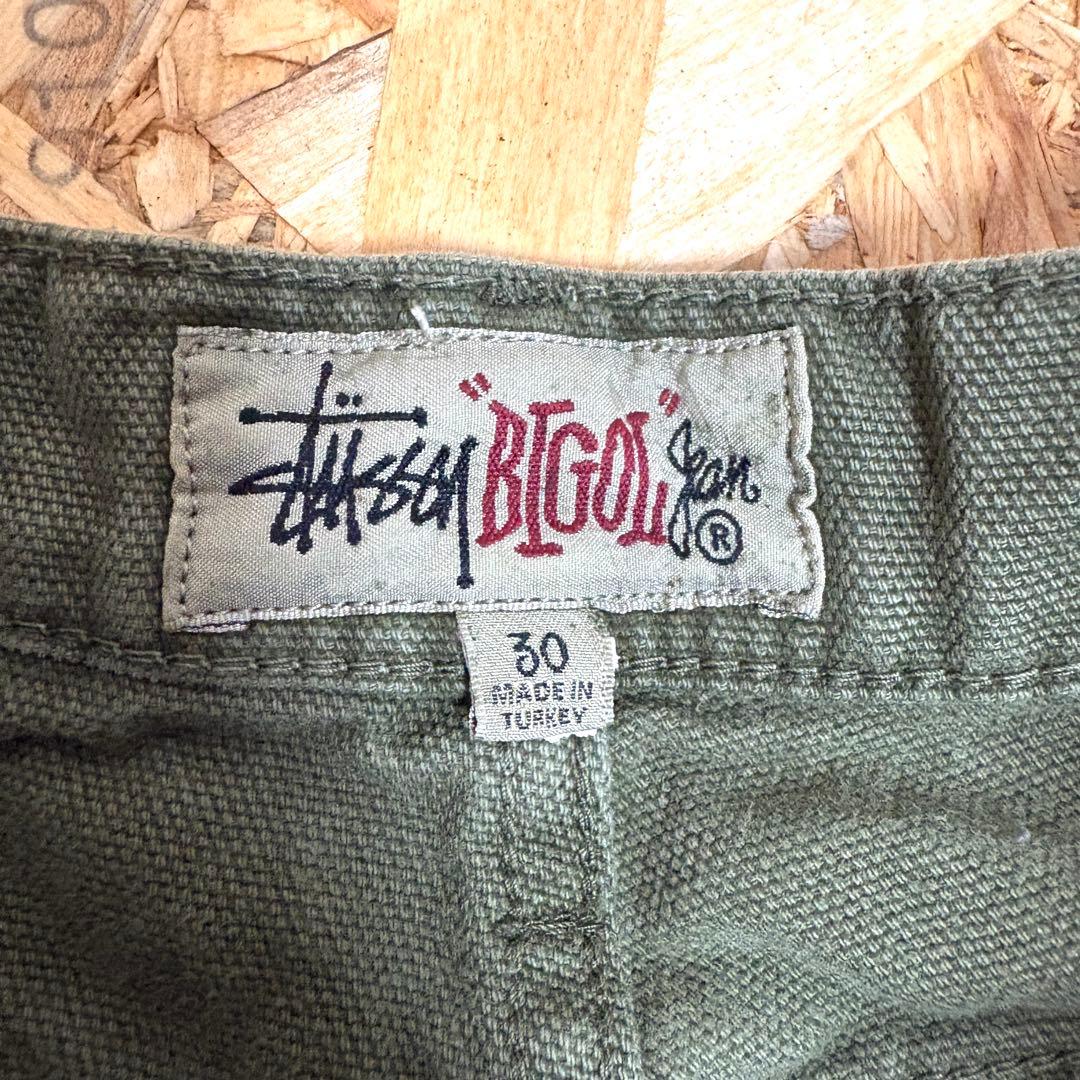 Stüssy "BIGOL" Jean ®
30
MADE IN
TURKEY